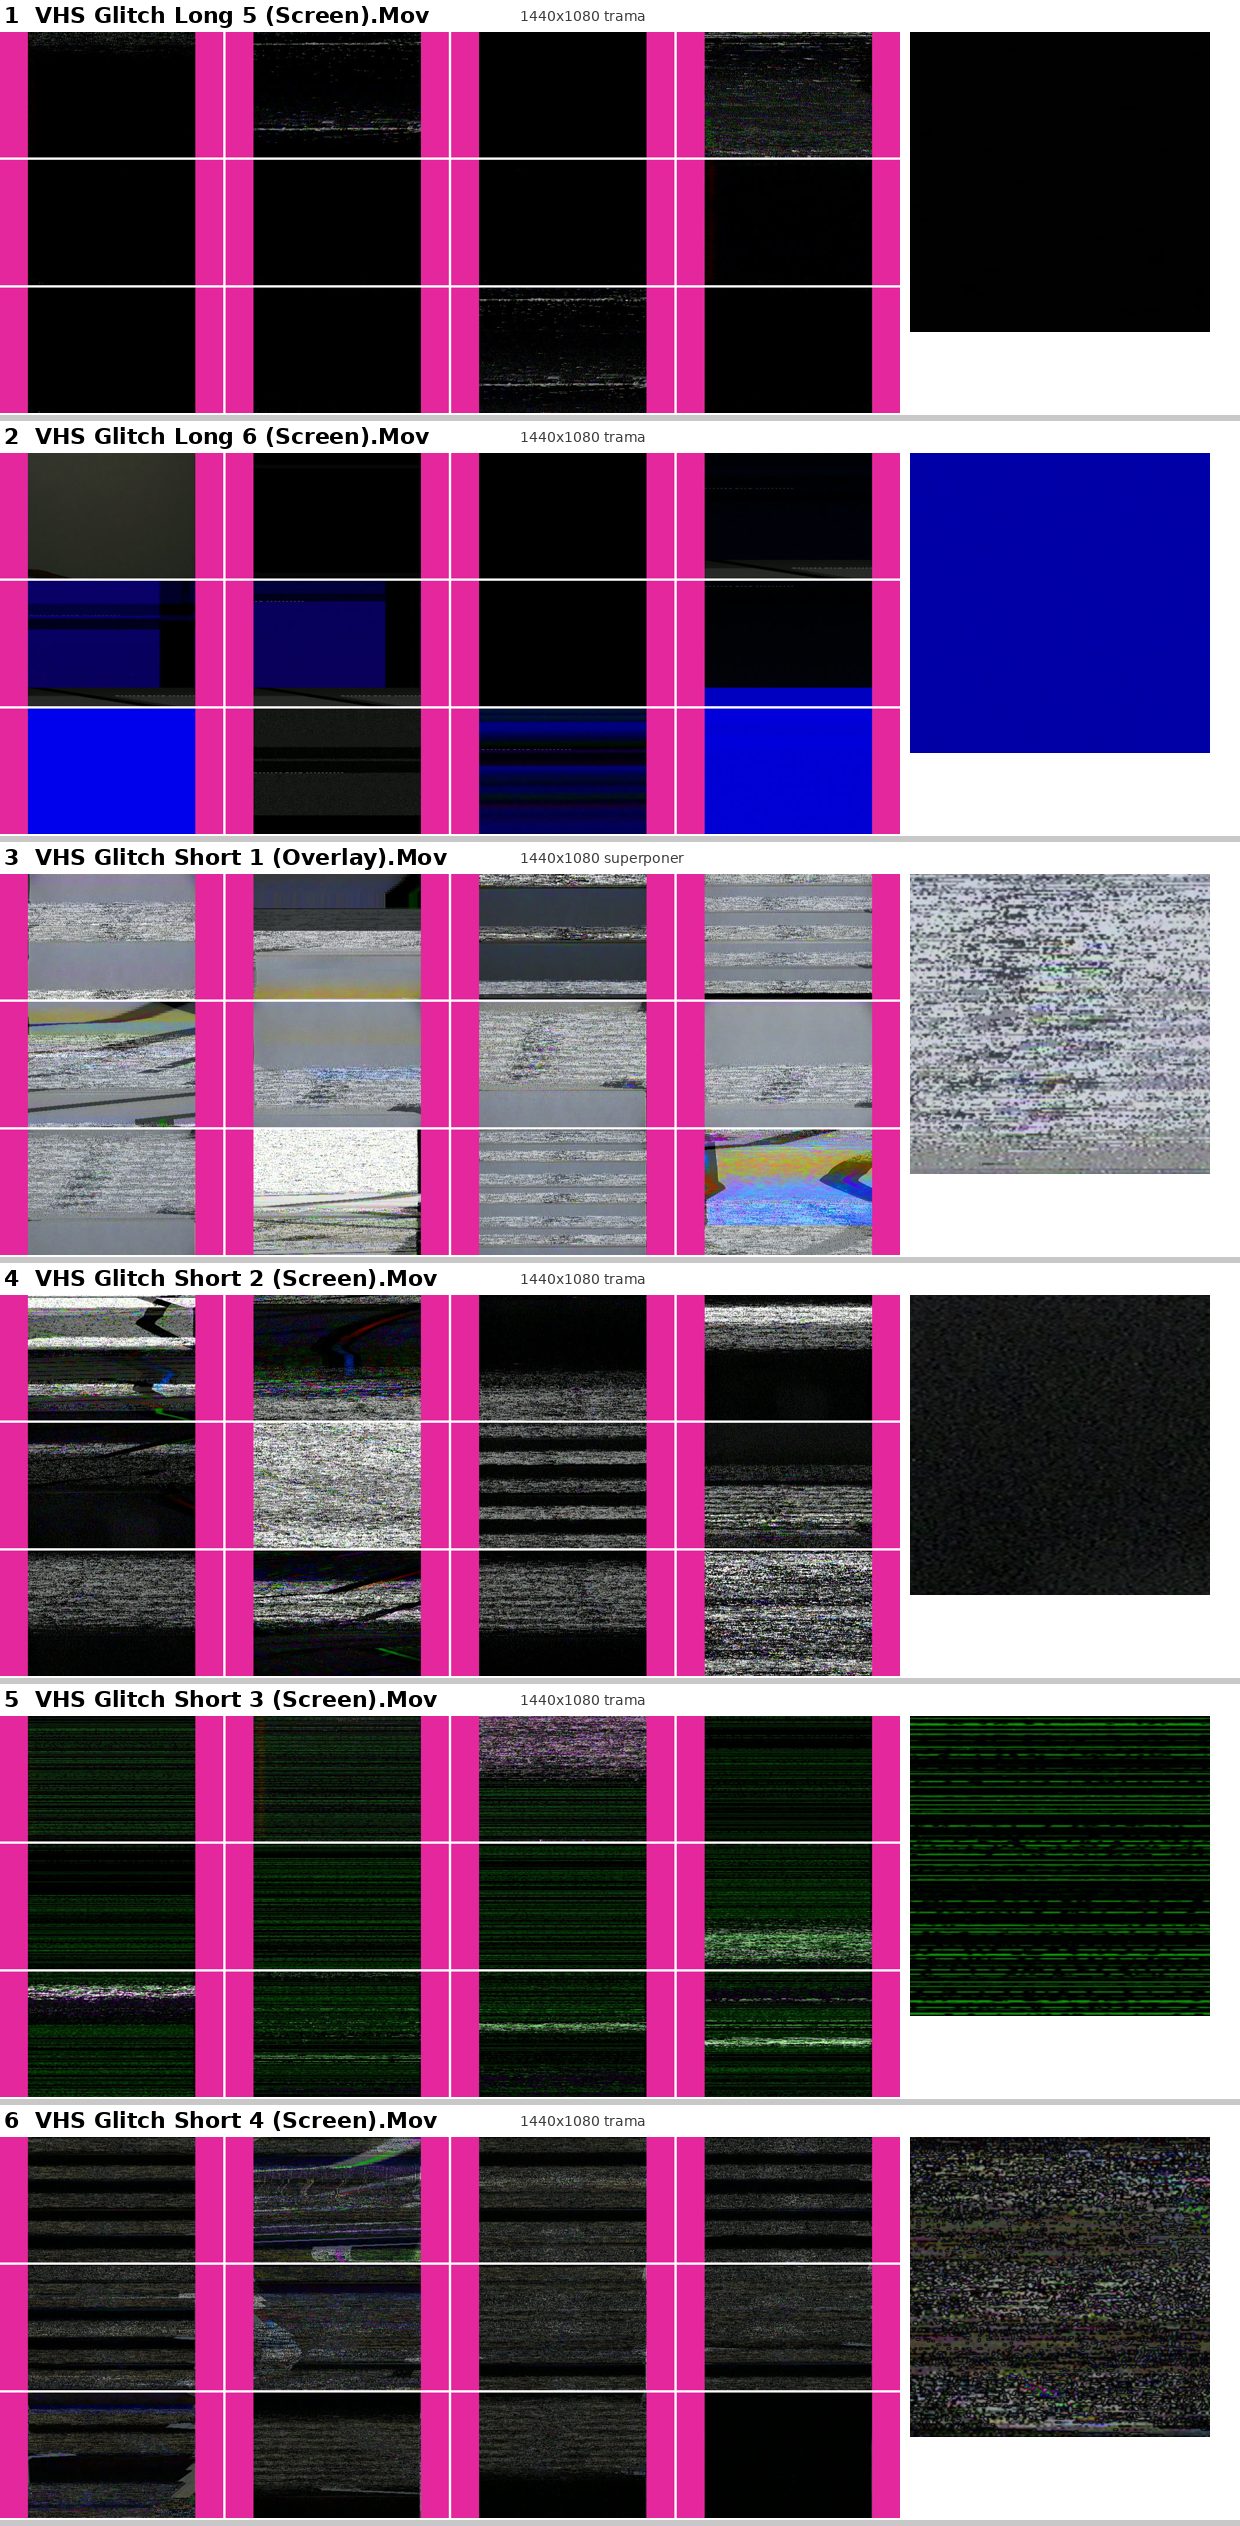 1 VHS Glitch Long 5 (Screen).Mov 1440x1080 trama
2 VHS Glitch Long 6 (Screen).Mov 1440x1080 trama
3 VHS Glitch Short 1 (Overlay).Mov 1440x1080 superponer
4 VHS Glitch Short 2 (Screen).Mov 1440x1080 trama
5 VHS Glitch Short 3 (Screen).Mov 1440x1080 trama
6 VHS Glitch Short 4 (Screen).Mov 1440x1080 trama